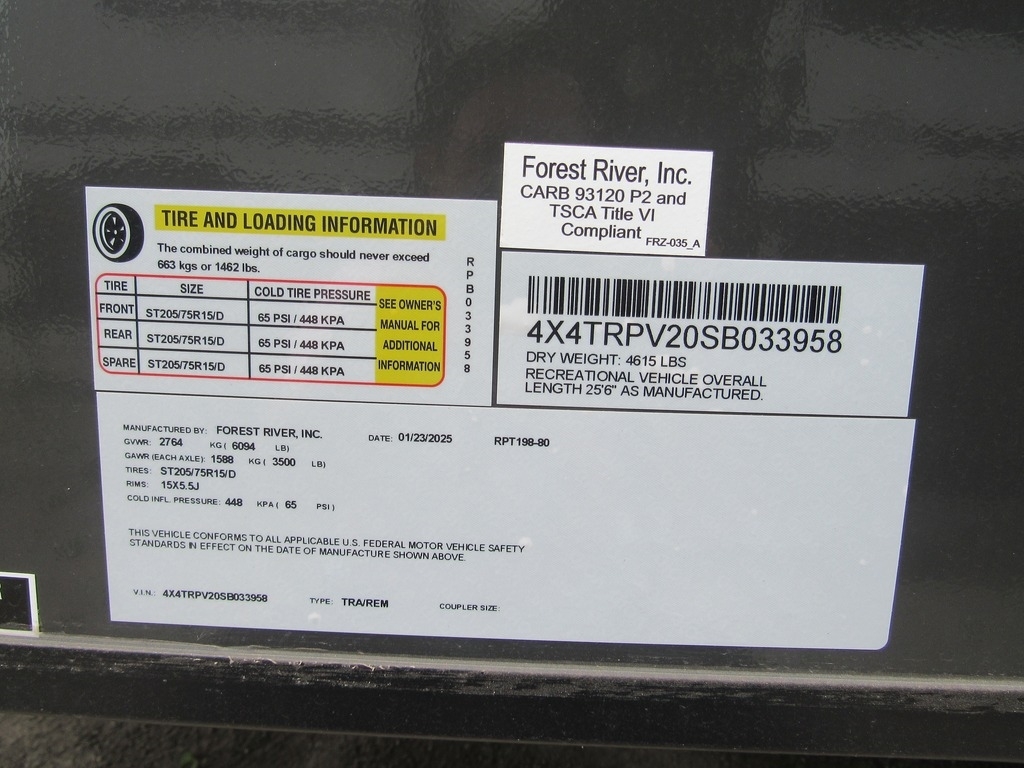 Forest River, Inc.
CARB 93120 P2 and
TSCA Title VI
Compliant
FRZ-035_A
TIRE AND LOADING INFORMATION
The combined weight of cargo should never exceed
663 kgs or 1462 lbs.
TIRE SIZE COLD TIRE PRESSURE
FRONT ST205/75R15/D 65 PSI / 448 KPA
REAR ST205/75R15/D 65 PSI / 448 KPA
SPARE ST205/75R15/D 65 PSI / 448 KPA
SEE OWNER'S
MANUAL FOR
ADDITIONAL
INFORMATION
RPB033958
4X4TRPV20SB033958
DRY WEIGHT: 4615 LBS
RECREATIONAL VEHICLE OVERALL
LENGTH 25'6" AS MANUFACTURED.
MANUFACTURED BY: FOREST RIVER, INC. DATE: 01/23/2025 RPT198-80
GVWR: 2764 KG ( 6094 LB)
GAWR (EACH AXLE): 1588 KG ( 3500 LB)
TIRES: ST205/75R15/D
RIMS: 15X5.5J
COLD INFL. PRESSURE: 448 KPA ( 65 PSI )
THIS VEHICLE CONFORMS TO ALL APPLICABLE U.S. FEDERAL MOTOR VEHICLE SAFETY
STANDARDS IN EFFECT ON THE DATE OF MANUFACTURE SHOWN ABOVE.
V.I.N.: 4X4TRPV20SB033958 TYPE: TRA/REM COUPLER SIZE: